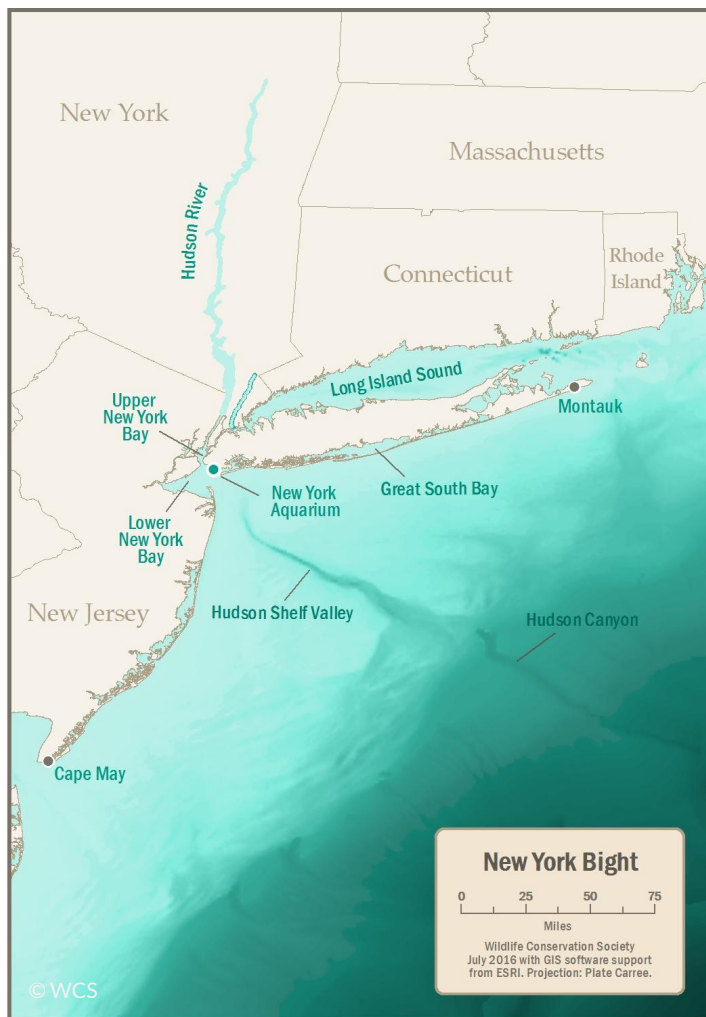 New York
Massachusetts
Hudson River
Connecticut
Rhode
Island
Long Island Sound
Upper
New York
Bay
Montauk
New York
Aquarium
Great South Bay
Lower
New York
Bay
New Jersey
Hudson Shelf Valley
Hudson Canyon
Cape May
New York Bight
0 25 50 75
Miles
Wildlife Conservation Society
July 2016 with GIS software support
from ESRI. Projection: Plate Carree.
© WCS